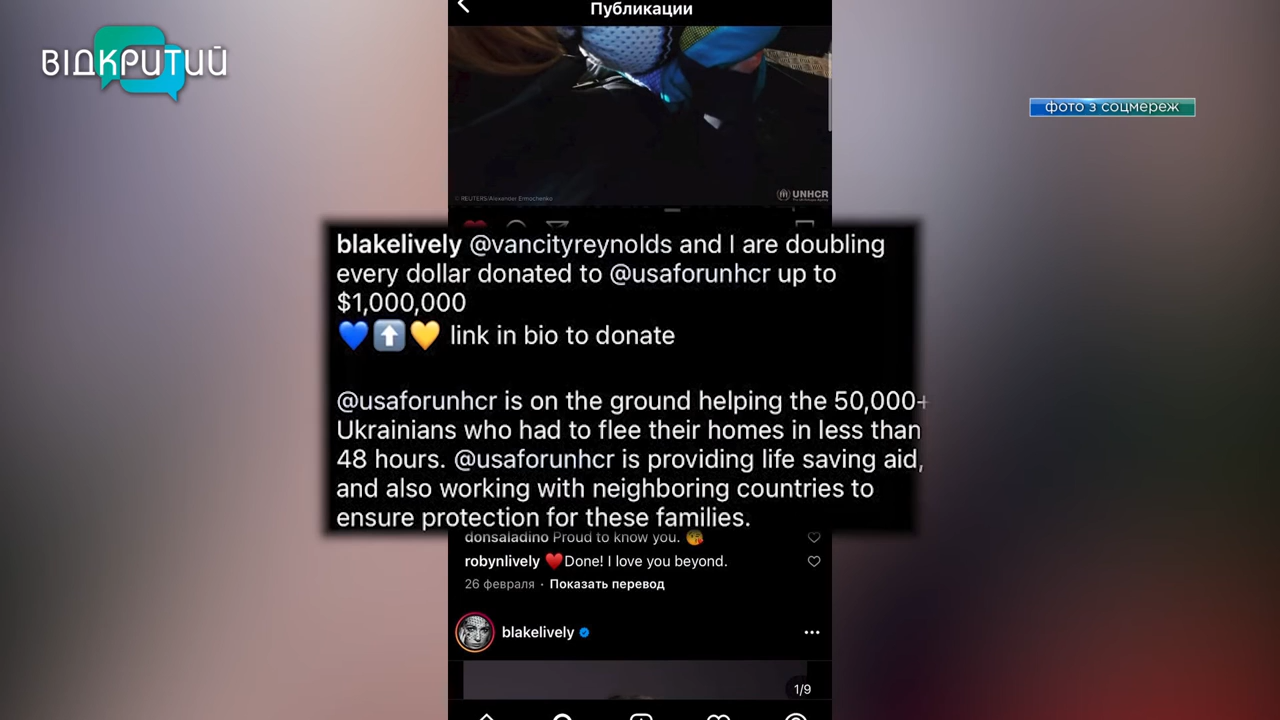 Публикации
ВІДКРИТИЙ
фото з соцмереж
© REUTERS/Alexander Ermochenko
UNHCR
blakelively @vancityreynolds and I are doubling
every dollar donated to @usaforunhcr up to
$1,000,000
💙⬆️💛 link in bio to donate
@usaforunhcr is on the ground helping the 50,000+
Ukrainians who had to flee their homes in less than
48 hours. @usaforunhcr is providing life saving aid,
and also working with neighboring countries to
ensure protection for these families.
donsaladino Proud to know you. 😘
robynlively ❤️Done! I love you beyond.
26 февраля · Показать перевод
blakelively
1/9